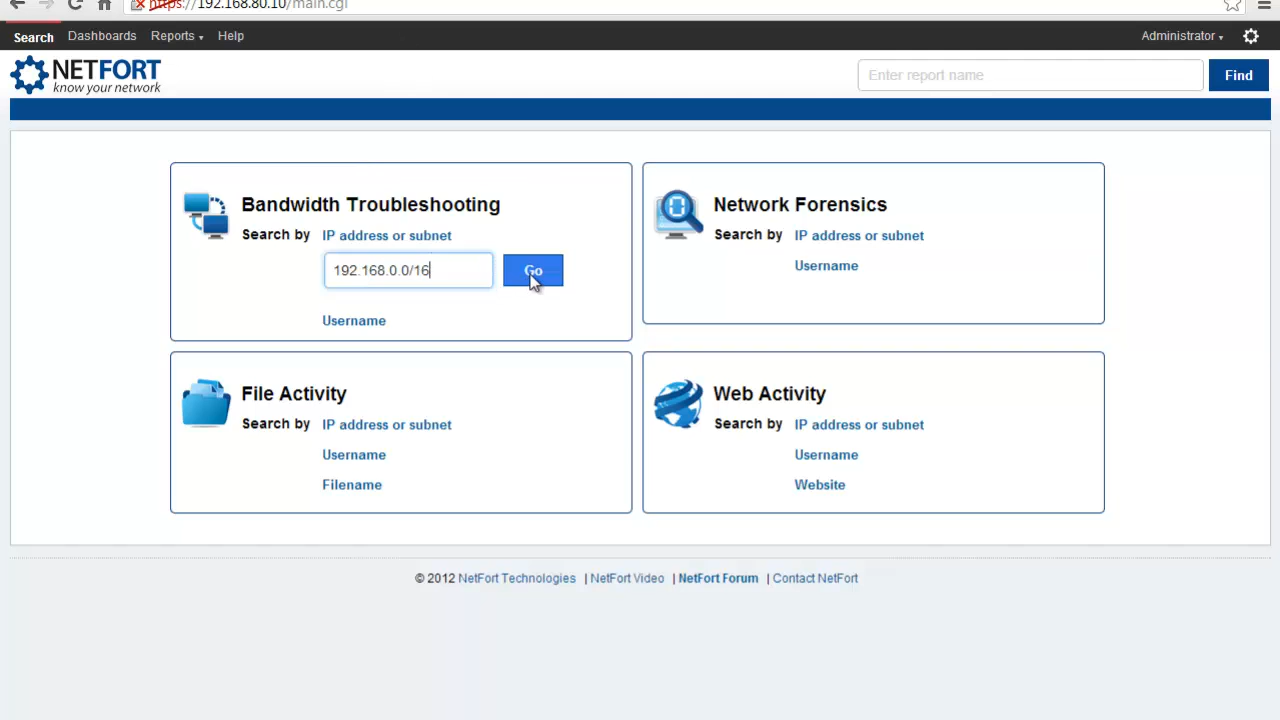 https://192.168.80.10/main.cgi
Search Dashboards Reports Help Administrator
NETFORT
know your network
Enter report name Find
Bandwidth Troubleshooting
Search by IP address or subnet
192.168.0.0/16 Go
Username
Network Forensics
Search by IP address or subnet
Username
File Activity
Search by IP address or subnet
Username
Filename
Web Activity
Search by IP address or subnet
Username
Website
© 2012 NetFort Technologies | NetFort Video | NetFort Forum | Contact NetFort